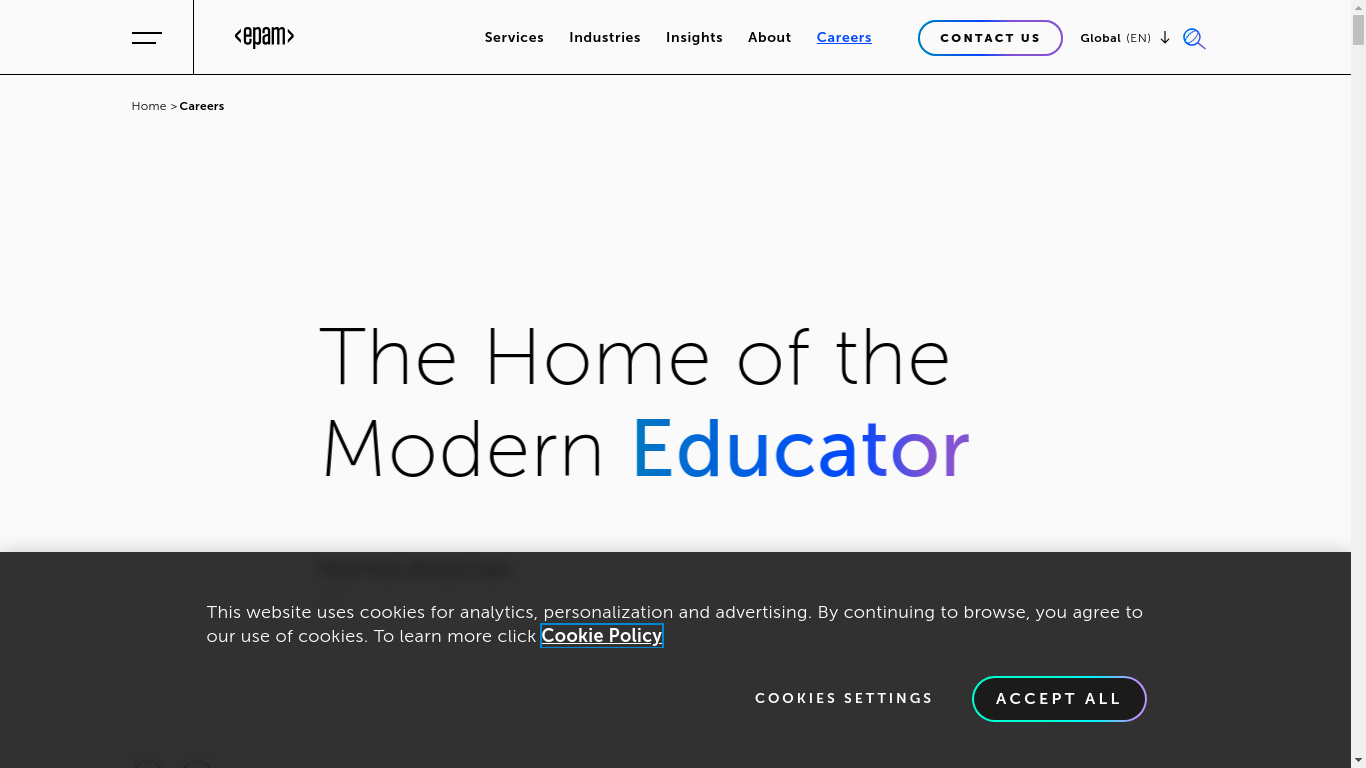 <epam>
Services
Industries
Insights
About
Careers
CONTACT US
Global (EN)
Home > Careers
The Home of the
Modern Educator
This website uses cookies for analytics, personalization and advertising. By continuing to browse, you agree to
our use of cookies. To learn more click Cookie Policy
COOKIES SETTINGS
ACCEPT ALL